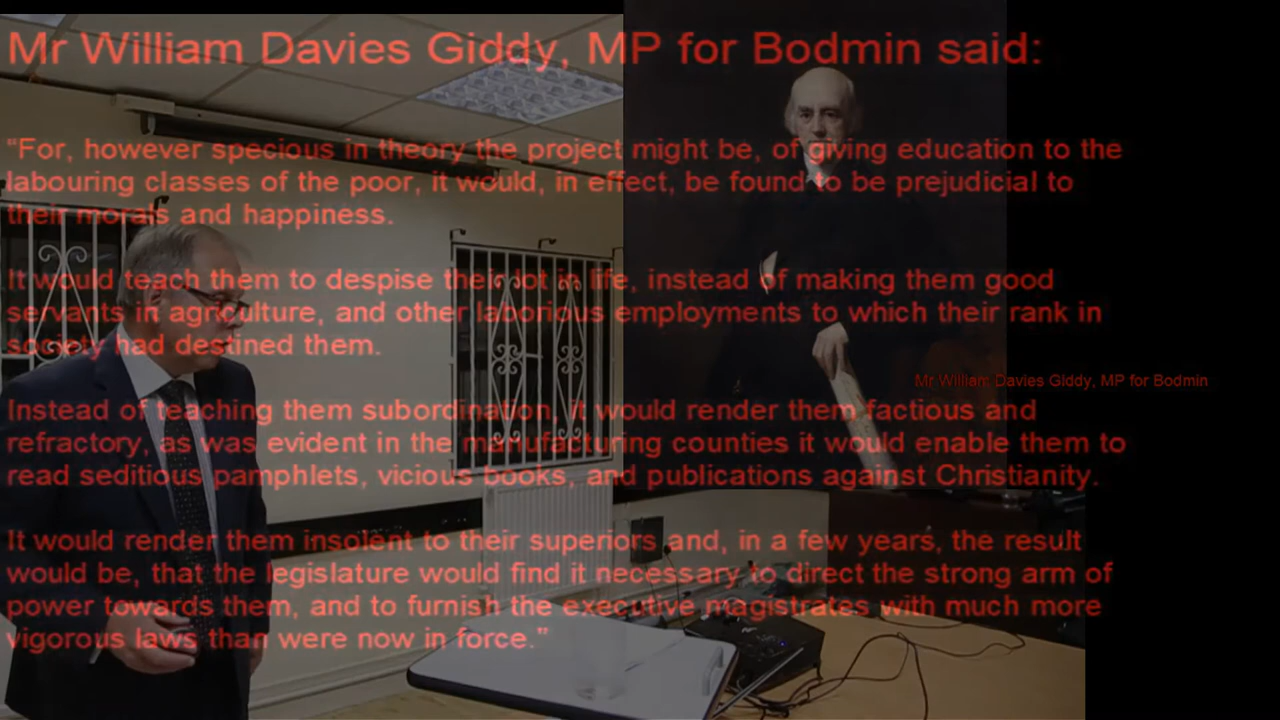 Mr William Davies Giddy, MP for Bodmin said:
"For, however specious in theory the project might be, of giving education to the
labouring classes of the poor, it would, in effect, be found to be prejudicial to
their morals and happiness.
It would teach them to despise their lot in life, instead of making them good
servants in agriculture, and other laborious employments to which their rank in
society had destined them.
Instead of teaching them subordination, it would render them factious and
refractory, as was evident in the manufacturing counties it would enable them to
read seditious pamphlets, vicious books, and publications against Christianity.
It would render them insolent to their superiors and, in a few years, the result
would be, that the legislature would find it necessary to direct the strong arm of
power towards them, and to furnish the executive magistrates with much more
vigorous laws than were now in force."
Mr William Davies Giddy, MP for Bodmin